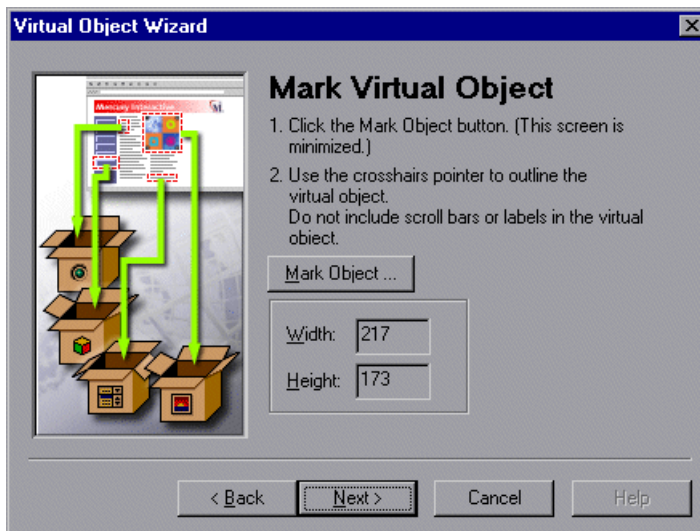 Virtual Object Wizard
Mercury Interactive
Mark Virtual Object
1. Click the Mark Object button. (This screen is
minimized.)
2. Use the crosshairs pointer to outline the
virtual object.
Do not include scroll bars or labels in the virtual
object.
Mark Object ...
Width: 217
Height: 173
< Back
Next >
Cancel
Help